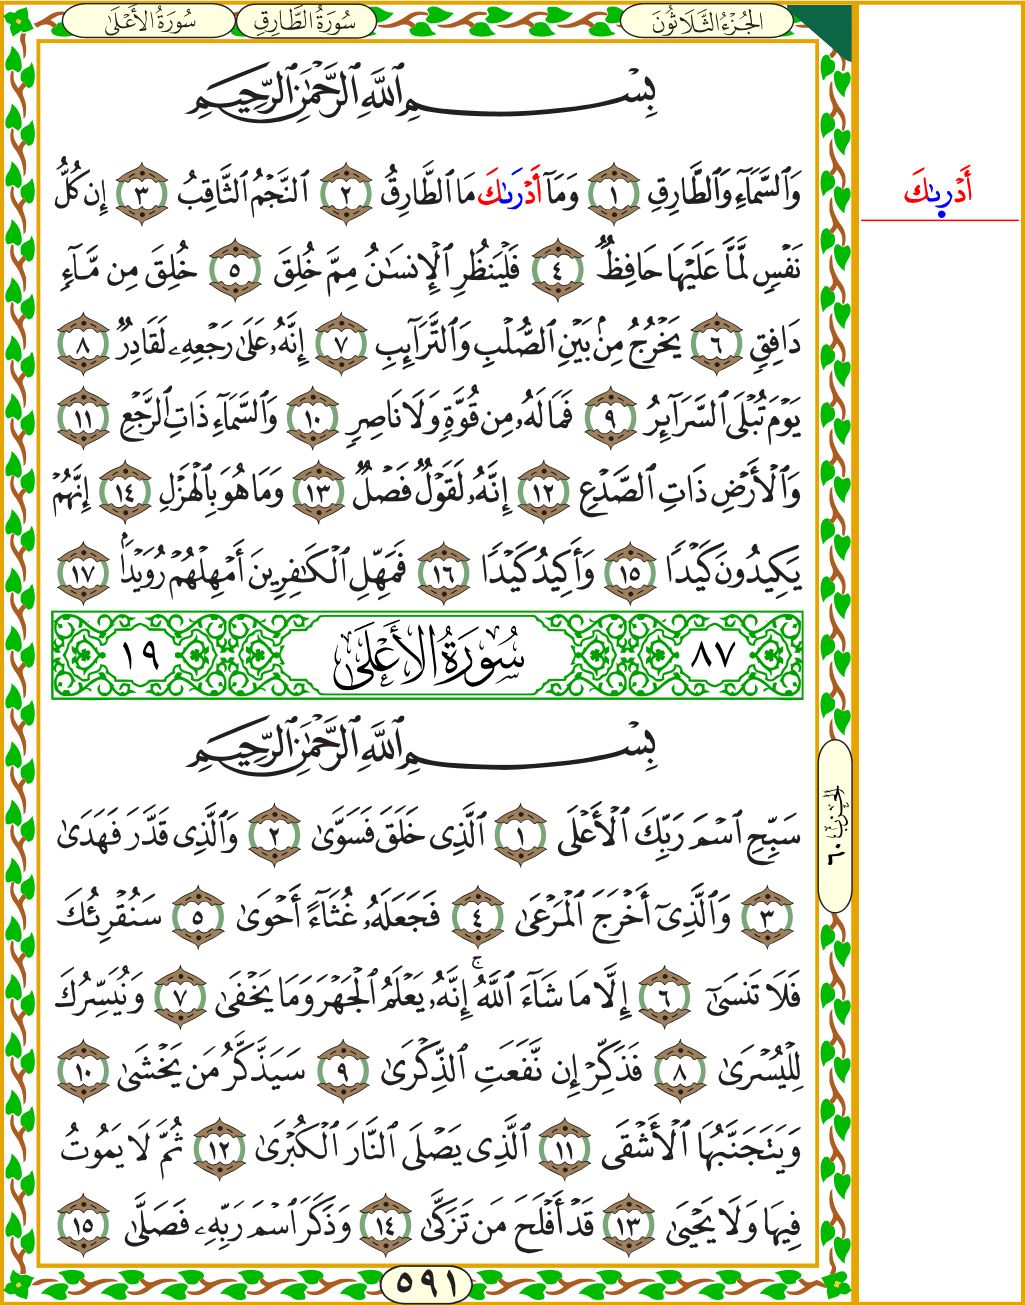 الجُزْءُ الثَّلَاثُونَ
سُورَةُ الطَّارِقِ
سُورَةُ الأَعْلَىٰ
بِسْمِ ٱللَّهِ ٱلرَّحْمَٰنِ ٱلرَّحِيمِ
وَٱلسَّمَآءِ وَٱلطَّارِقِ ١ وَمَآ أَدْرَىٰكَ مَا ٱلطَّارِقُ ٢ ٱلنَّجْمُ ٱلثَّاقِبُ ٣ إِن كُلُّ
نَفْسٍ لَّمَّا عَلَيْهَا حَافِظٌ ٤ فَلْيَنظُرِ ٱلْإِنسَٰنُ مِمَّ خُلِقَ ٥ خُلِقَ مِن مَّآءٍ
دَافِقٍ ٦ يَخْرُجُ مِنۢ بَيْنِ ٱلصُّلْبِ وَٱلتَّرَآئِبِ ٧ إِنَّهُۥ عَلَىٰ رَجْعِهِۦ لَقَادِرٌ ٨
يَوْمَ تُبْلَى ٱلسَّرَآئِرُ ٩ فَمَا لَهُۥ مِن قُوَّةٍ وَلَا نَاصِرٍ ١٠ وَٱلسَّمَآءِ ذَاتِ ٱلرَّجْعِ ١١
وَٱلْأَرْضِ ذَاتِ ٱلصَّدْعِ ١٢ إِنَّهُۥ لَقَوْلٌ فَصْلٌ ١٣ وَمَا هُوَ بِٱلْهَزْلِ ١٤ إِنَّهُمْ
يَكِيدُونَ كَيْدًا ١٥ وَأَكِيدُ كَيْدًا ١٦ فَمَهِّلِ ٱلْكَٰفِرِينَ أَمْهِلْهُمْ رُوَيْدًۢا ١٧
٨٧ سُورَةُ الأَعْلَىٰ ١٩
بِسْمِ ٱللَّهِ ٱلرَّحْمَٰنِ ٱلرَّحِيمِ
سَبِّحِ ٱسْمَ رَبِّكَ ٱلْأَعْلَى ١ ٱلَّذِى خَلَقَ فَسَوَّىٰ ٢ وَٱلَّذِى قَدَّرَ فَهَدَىٰ
٣ وَٱلَّذِىٓ أَخْرَجَ ٱلْمَرْعَىٰ ٤ فَجَعَلَهُۥ غُثَآءً أَحْوَىٰ ٥ سَنُقْرِئُكَ
فَلَا تَنسَىٰٓ ٦ إِلَّا مَا شَآءَ ٱللَّهُ ۚ إِنَّهُۥ يَعْلَمُ ٱلْجَهْرَ وَمَا يَخْفَىٰ ٧ وَنُيَسِّرُكَ
لِلْيُسْرَىٰ ٨ فَذَكِّرْ إِن نَّفَعَتِ ٱلذِّكْرَىٰ ٩ سَيَذَّكَّرُ مَن يَخْشَىٰ ١٠
وَيَتَجَنَّبُهَا ٱلْأَشْقَى ١١ ٱلَّذِى يَصْلَى ٱلنَّارَ ٱلْكُبْرَىٰ ١٢ ثُمَّ لَا يَمُوتُ
فِيهَا وَلَا يَحْيَىٰ ١٣ قَدْ أَفْلَحَ مَن تَزَكَّىٰ ١٤ وَذَكَرَ ٱسْمَ رَبِّهِۦ فَصَلَّىٰ ١٥
٥٩١
أَدْرَىٰكَ
الحِزْبُ ٦٠